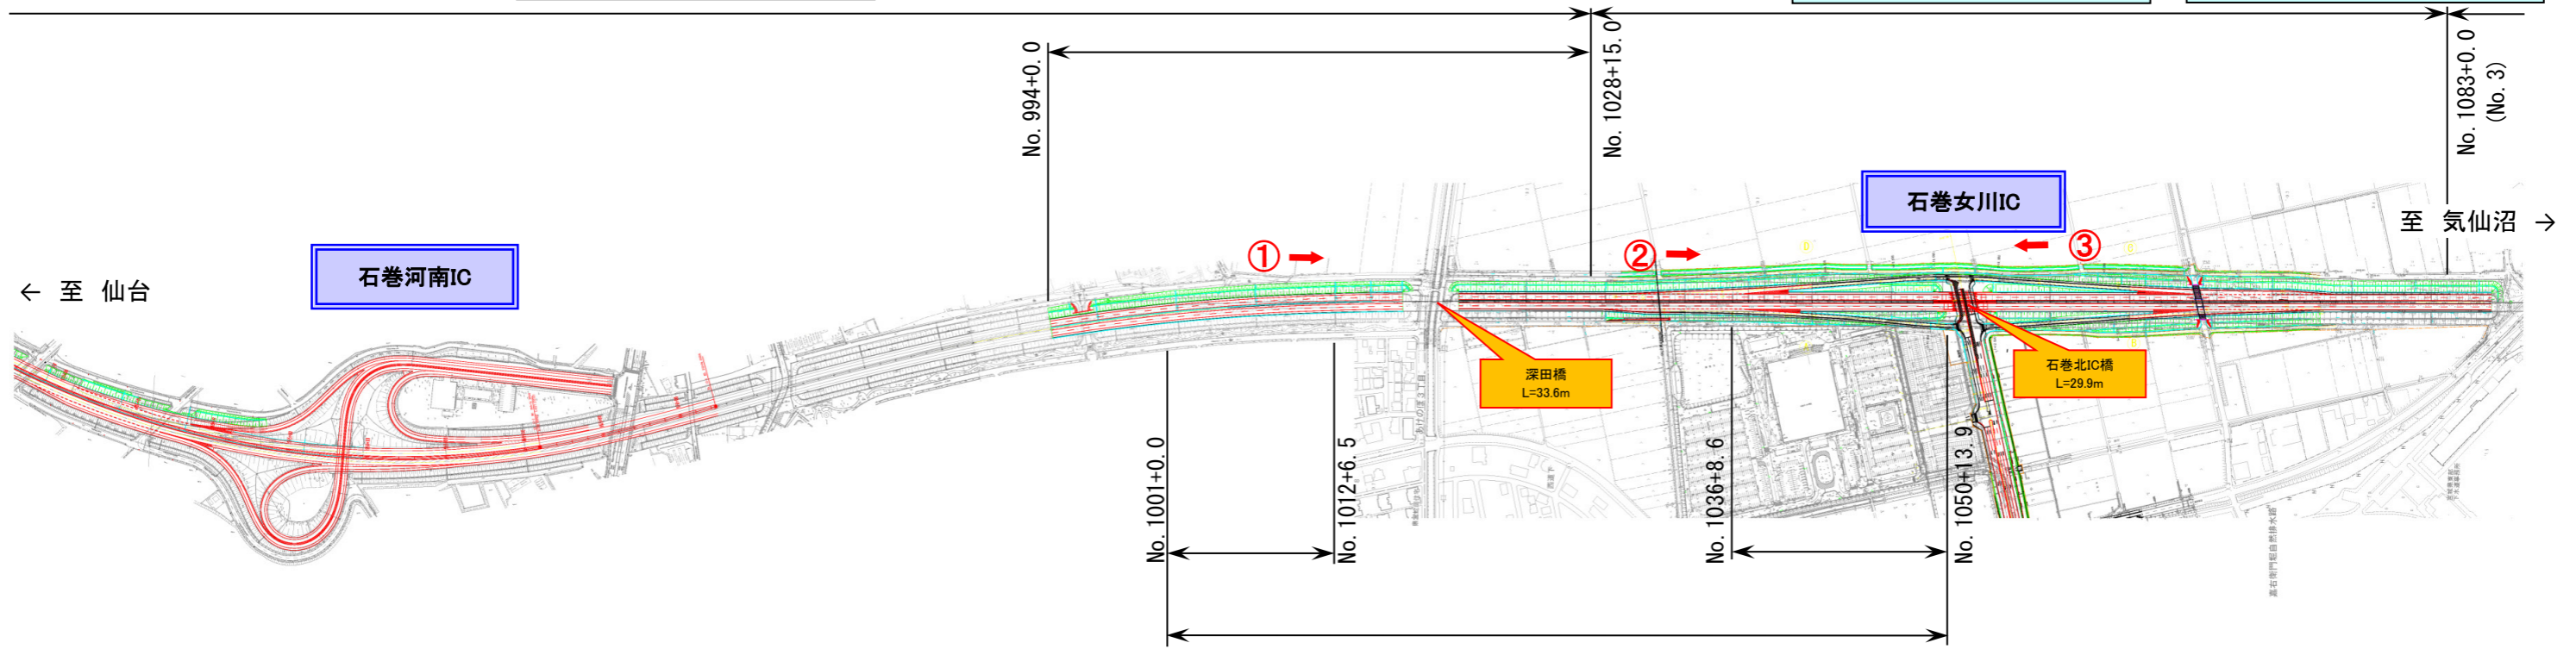 No. 994+0. 0
No. 1028+15. 0
No. 1083+0. 0
(No. 3)
石巻女川IC
至 気仙沼 →
① → ② → ← ③
石巻河南IC
← 至 仙台
深田橋
L=33.6m
石巻北IC橋
L=29.9m
No. 1001+0. 0
No. 1012+6. 5
No. 1036+8. 6
No. 1050+13. 9